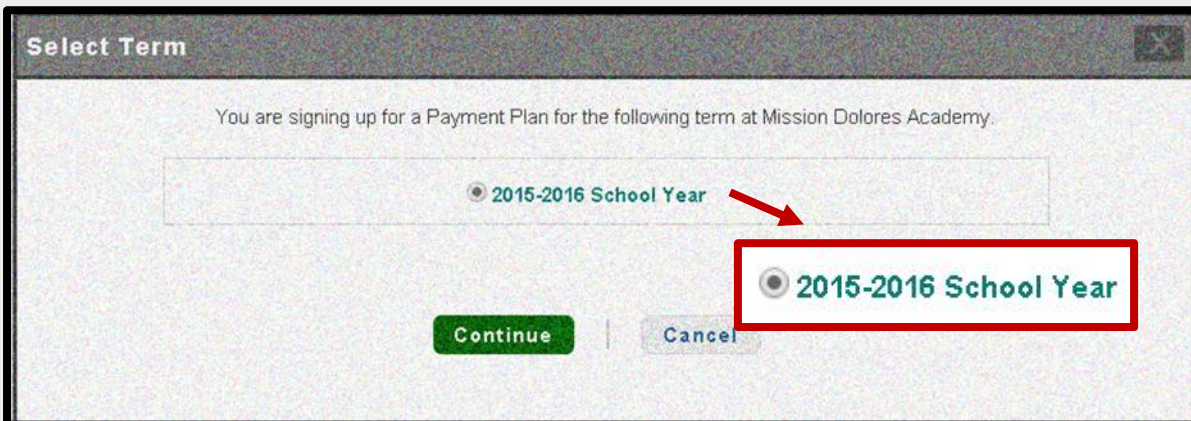 Select Term
X
You are signing up for a Payment Plan for the following term at Mission Dolores Academy.
2015-2016 School Year
2015-2016 School Year
Continue | Cancel